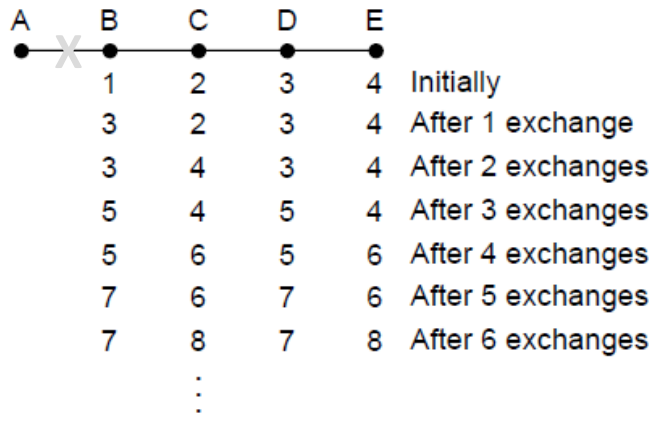 A B C D E
X
1 2 3 4 Initially
3 2 3 4 After 1 exchange
3 4 3 4 After 2 exchanges
5 4 5 4 After 3 exchanges
5 6 5 6 After 4 exchanges
7 6 7 6 After 5 exchanges
7 8 7 8 After 6 exchanges
⋮